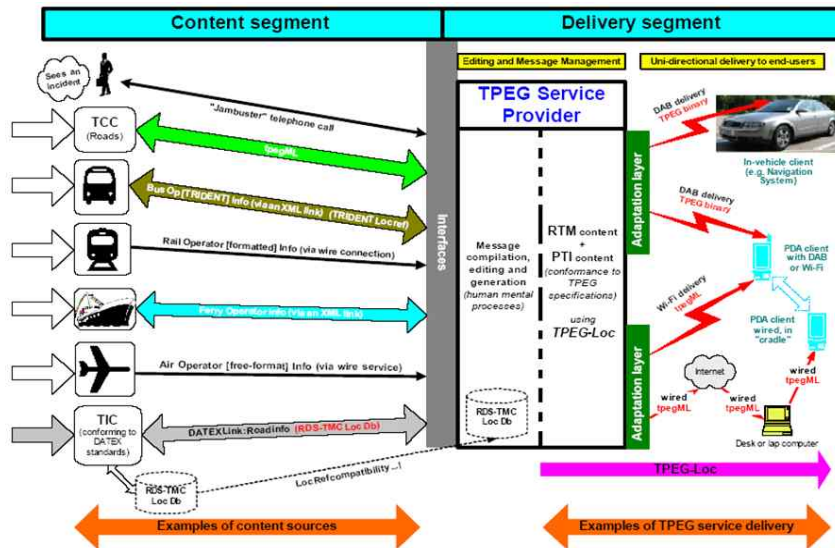 Content segment
Delivery segment
Editing and Message Management
Uni-directional delivery to end-users
Sees an
Incident
"Jambuster" telephone call
TCC
(Roads)
tpegML
Bus Op [TRIDENT] Info (via an XML link) (TRIDENT Loc ref)
Rail Operator [formatted] Info (via wire connection)
Ferry Operator info (via an XML link)
Air Operator [free-format] Info (via wire service)
TIC
(conforming to
DATEX
standards)
DATEXLink:RoadInfo (RDS-TMC Loc Db)
RDS-TMC
Loc Db
LocRefcompatibility...!
Examples of content sources
Interfaces
TPEG Service
Provider
Message
compilation,
editing and
generation
(human mental
processes)
RDS-TMC
Loc Db
RTM content
+
PTI content
(conformance to
TPEG
specifications)
using
TPEG-Loc
Adaptation layer
Adaptation layer
DAB delivery
TPEG binary
In-vehicle client
(e.g. Navigation
System)
DAB delivery
TPEG binary
PDA client
with DAB
or Wi-Fi
Wi-Fi delivery
tpegML
PDA client
wired, in
"cradle"
Internet
wired
tpegML
wired
tpegML
wired
tpegML
Desk or lap computer
TPEG-Loc
Examples of TPEG service delivery